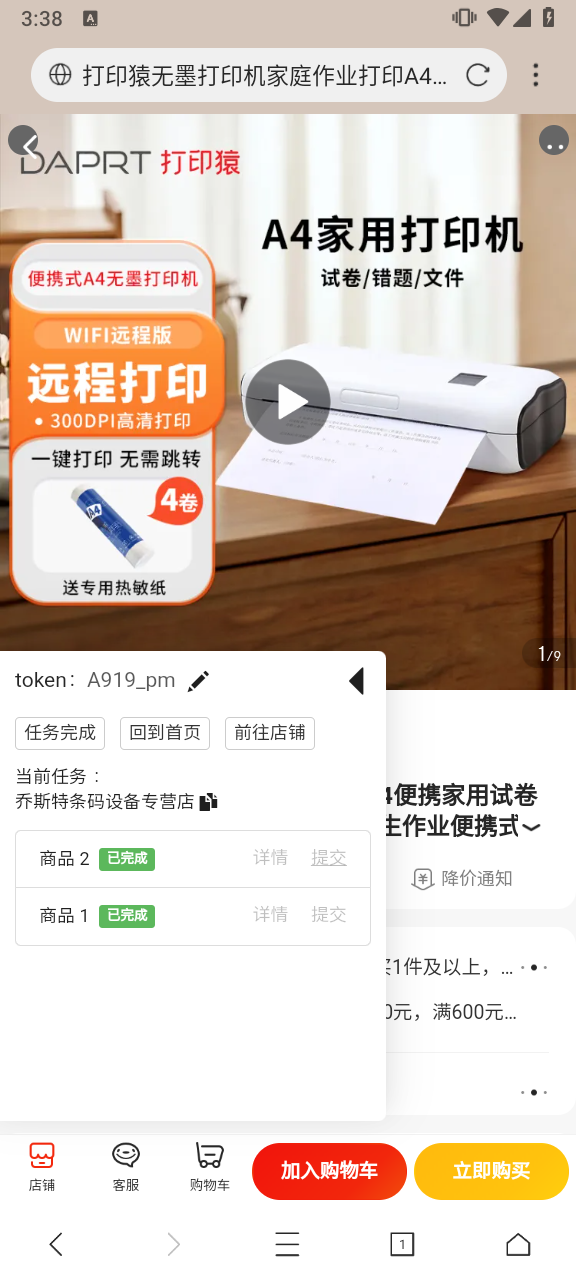 3:38
A
打印猿无墨打印机家庭作业打印A4...
DAPRT 打印猿
A4家用打印机
试卷/错题/文件
便携式A4无墨打印机
WIFI远程版
远程打印
• 300DPI高清打印
一键打印 无需跳转
A4
4卷
送专用热敏纸
1/9
token： A919_pm
任务完成 回到首页 前往店铺
当前任务：
乔斯特条码设备专营店
商品 2 已完成 详情 提交
商品 1 已完成 详情 提交
4便携家用试卷
生作业便携式
降价通知
买1件及以上，...
0元，满600元...
店铺 客服 购物车 加入购物车 立即购买
1